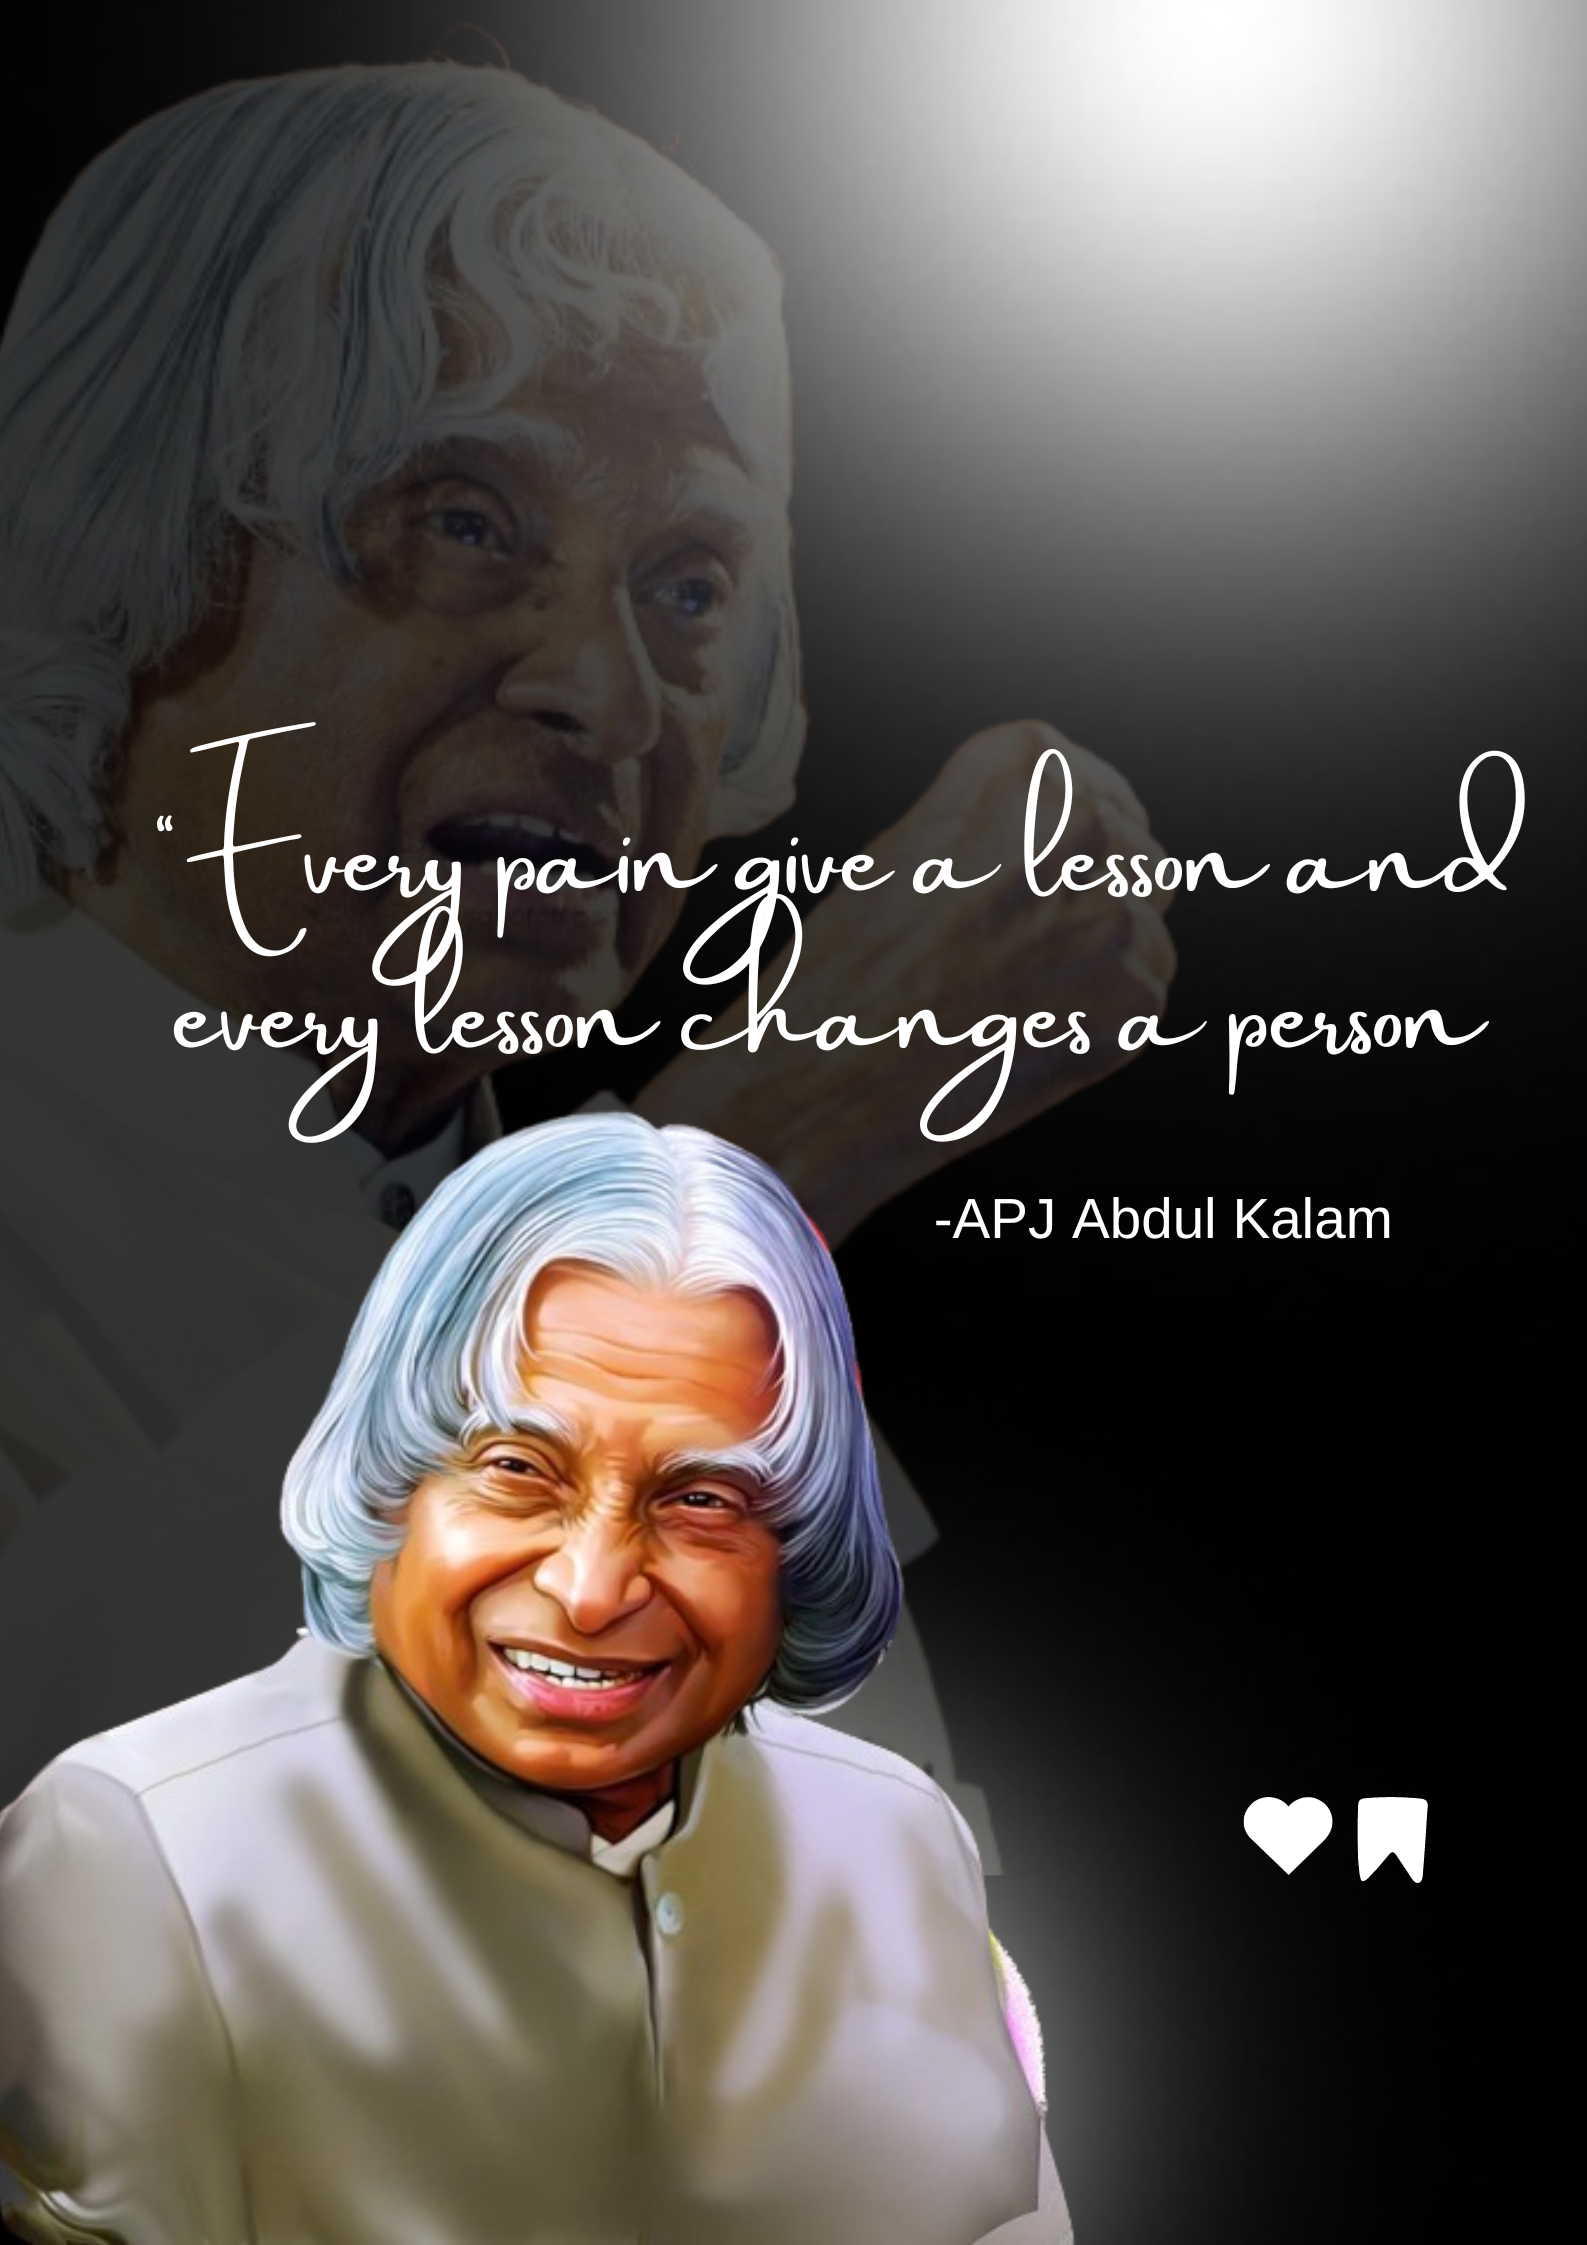 “Every pain give a lesson and
every lesson changes a person
-APJ Abdul Kalam